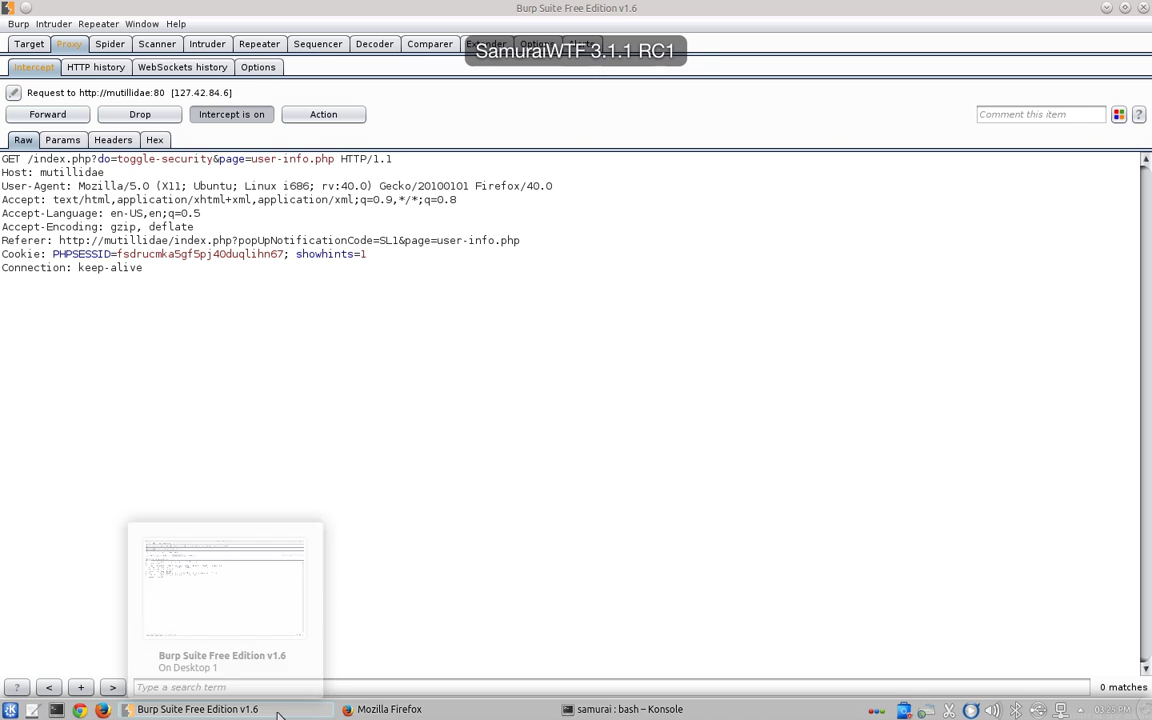 Burp Suite Free Edition v1.6
Burp Intruder Repeater Window Help
Target Proxy Spider Scanner Intruder Repeater Sequencer Decoder Comparer Extender Options Alerts
SamuraiWTF 3.1.1 RC1
Intercept HTTP history WebSockets history Options
Request to http://mutillidae:80 [127.42.84.6]
Forward Drop Intercept is on Action Comment this item ?
Raw Params Headers Hex
GET /index.php?do=toggle-security&page=user-info.php HTTP/1.1
Host: mutillidae
User-Agent: Mozilla/5.0 (X11; Ubuntu; Linux i686; rv:40.0) Gecko/20100101 Firefox/40.0
Accept: text/html,application/xhtml+xml,application/xml;q=0.9,*/*;q=0.8
Accept-Language: en-US,en;q=0.5
Accept-Encoding: gzip, deflate
Referer: http://mutillidae/index.php?popUpNotificationCode=SL1&page=user-info.php
Cookie: PHPSESSID=fsdrucmka5gf5pj40duqlihn67; showhints=1
Connection: keep-alive
Burp Suite Free Edition v1.6
On Desktop 1
? < + > Type a search term 0 matches
Burp Suite Free Edition v1.6 Mozilla Firefox samurai : bash – Konsole 03:25 PM